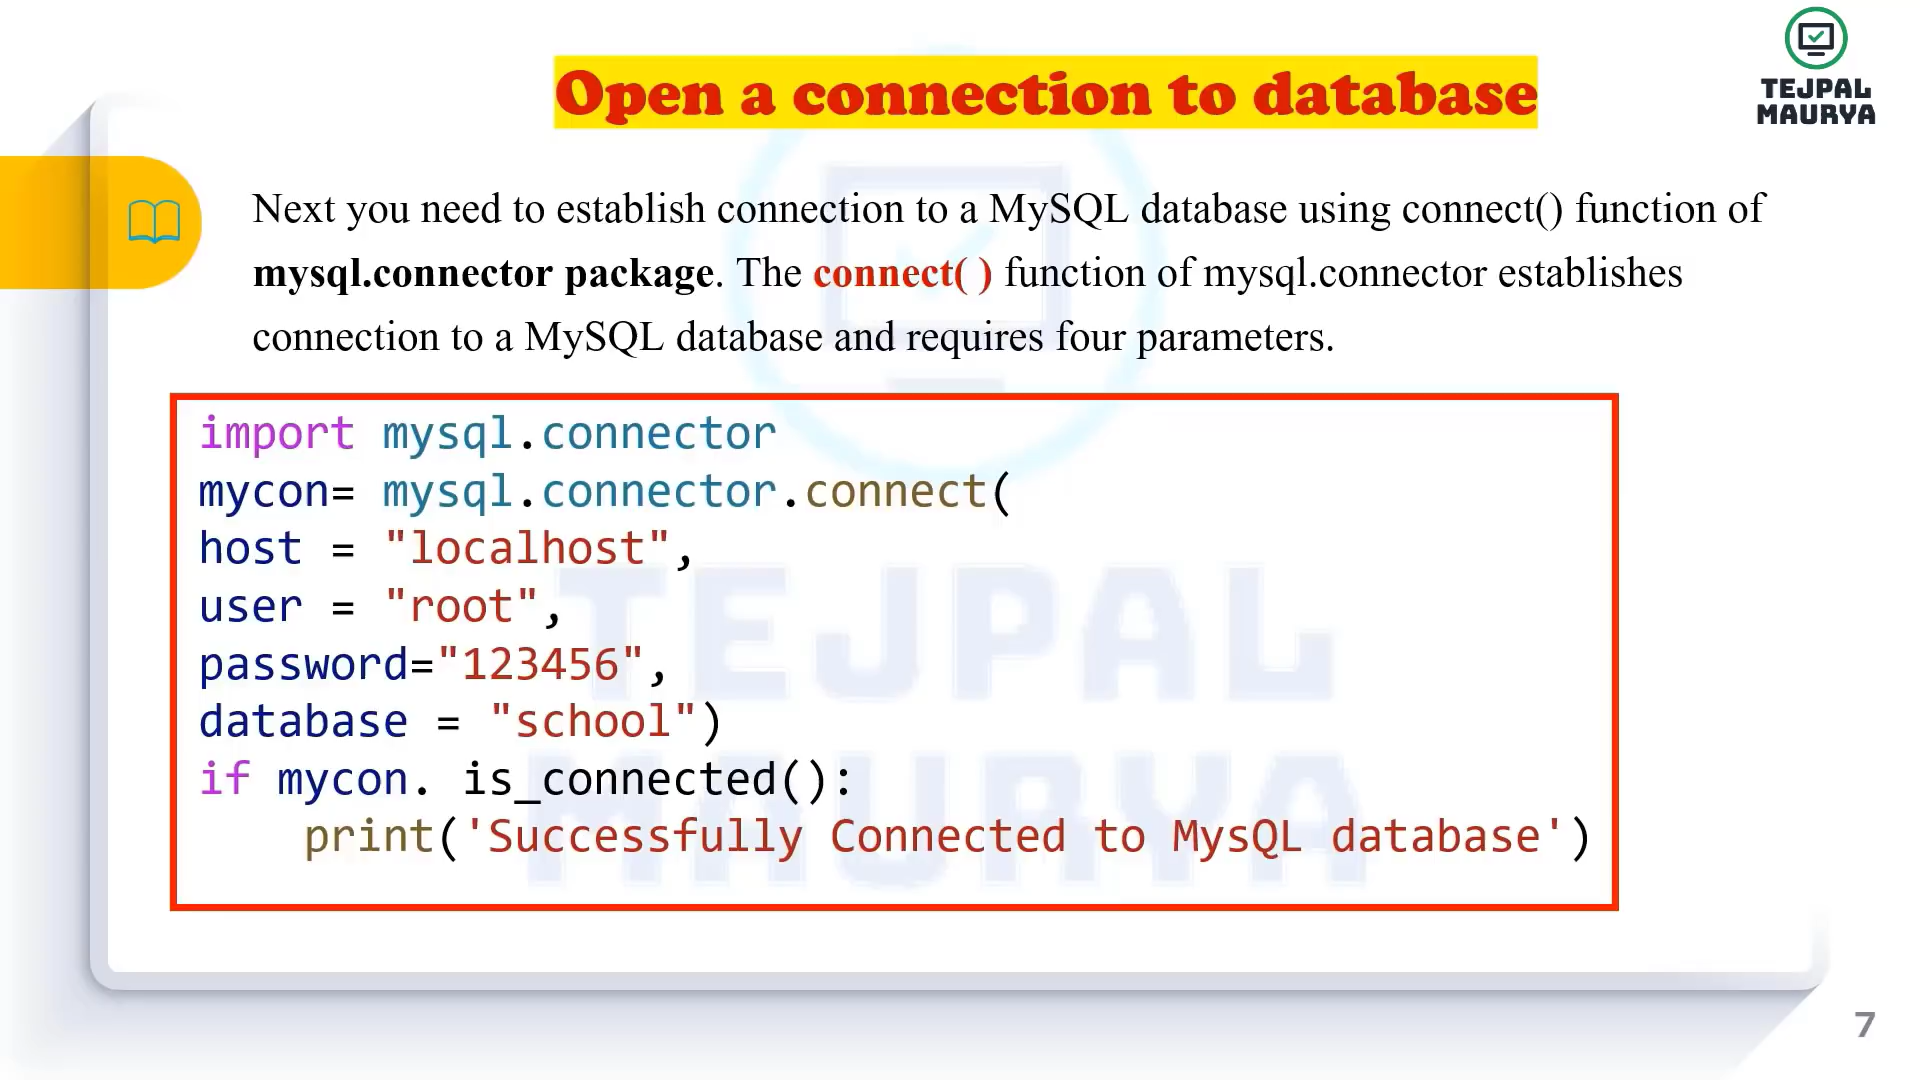 Open a connection to database
TEJPAL
MAURYA
Next you need to establish connection to a MySQL database using connect() function of
mysql.connector package. The connect( ) function of mysql.connector establishes
connection to a MySQL database and requires four parameters.
import mysql.connector
mycon= mysql.connector.connect(
host = "localhost",
user = "root",
password="123456",
database = "school")
if mycon. is_connected():
    print('Successfully Connected to MysQL database')
TEJPAL
MAURYA
7